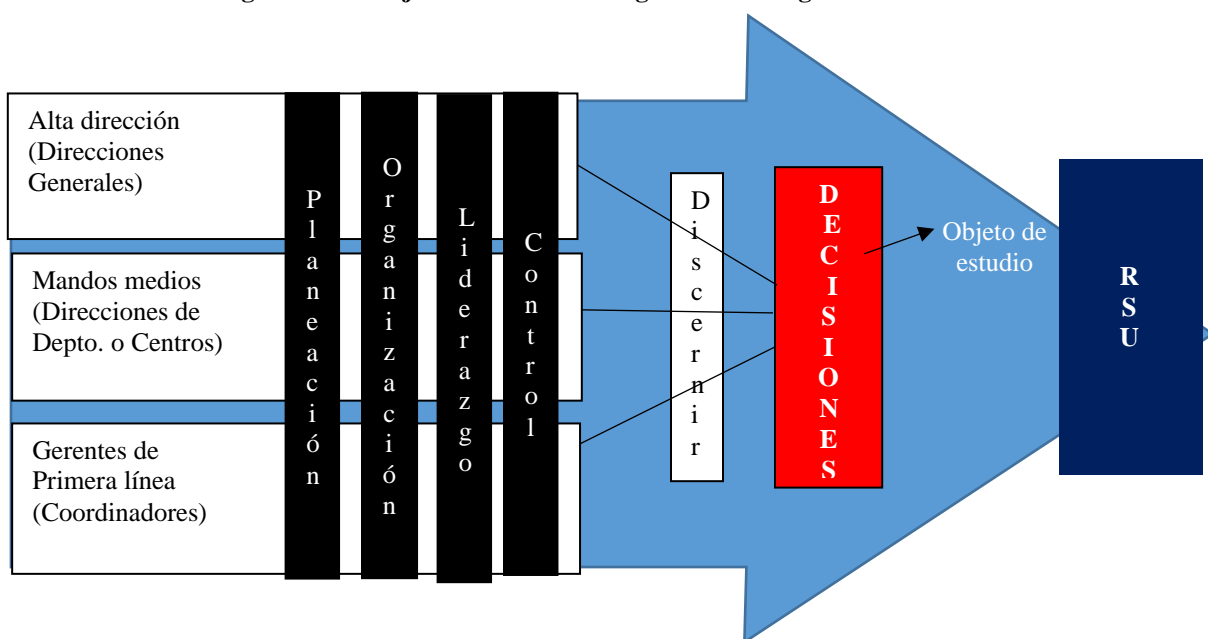 Alta dirección
(Direcciones
Generales)
Mandos medios
(Direcciones de
Depto. o Centros)
Gerentes de
Primera línea
(Coordinadores)
Planeación
Organización
Liderazgo
Control
Discernir
DECISIONES
Objeto de
estudio
RSU